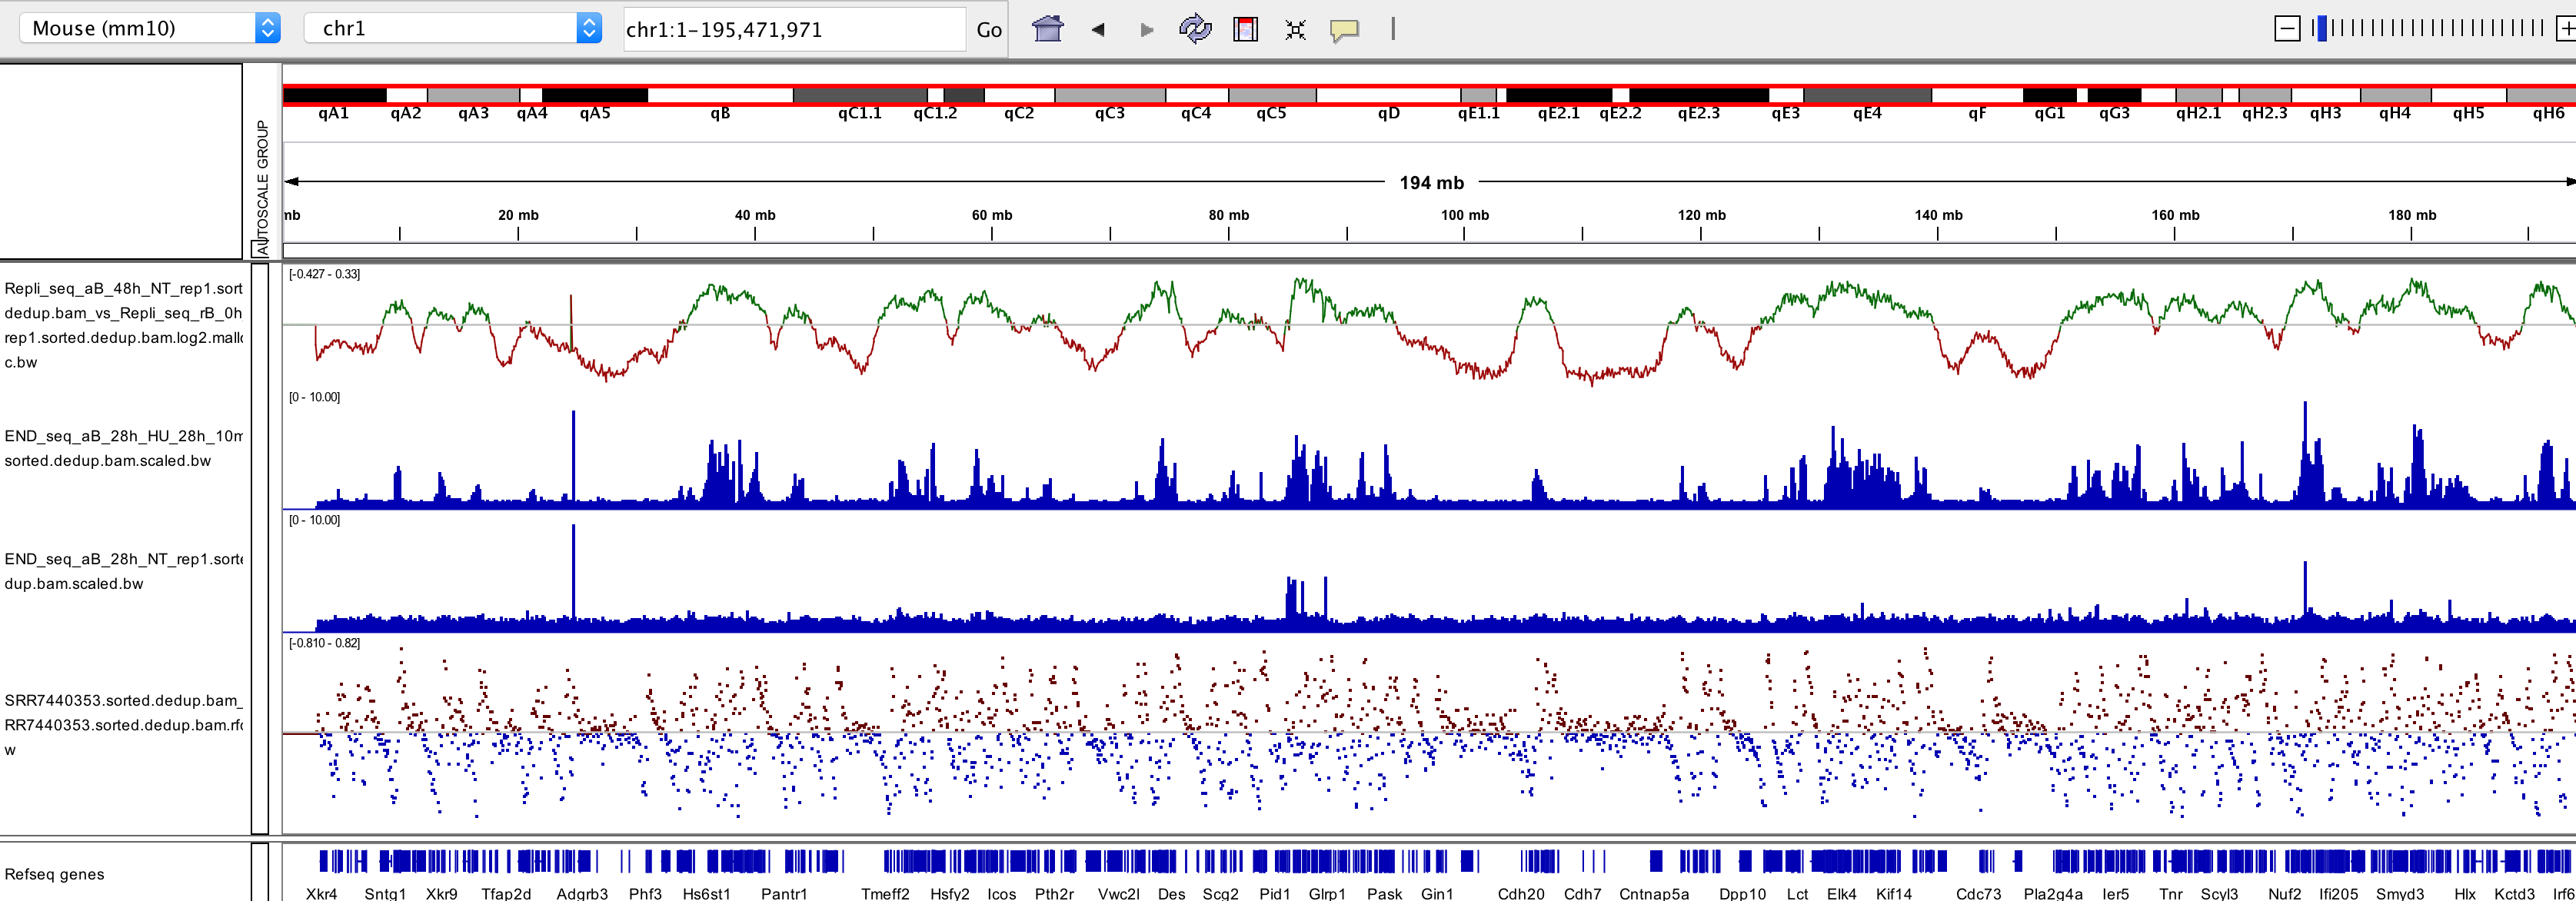 Mouse (mm10) chr1 chr1:1-195,471,971 Go
qA1 qA2 qA3 qA4 qA5 qB qC1.1 qC1.2 qC2 qC3 qC4 qC5 qD qE1.1 qE2.1 qE2.2 qE2.3 qE3 qE4 qF qG1 qG3 qH2.1 qH2.3 qH3 qH4 qH5 qH6
AUTOSCALE GROUP
194 mb
mb 20 mb 40 mb 60 mb 80 mb 100 mb 120 mb 140 mb 160 mb 180 mb
[-0.427 - 0.33]
Repli_seq_aB_48h_NT_rep1.sort
dedup.bam_vs_Repli_seq_rB_0h
rep1.sorted.dedup.bam.log2.mall
c.bw
[0 - 10.00]
END_seq_aB_28h_HU_28h_10m
sorted.dedup.bam.scaled.bw
[0 - 10.00]
END_seq_aB_28h_NT_rep1.sorte
dup.bam.scaled.bw
[-0.810 - 0.82]
SRR7440353.sorted.dedup.bam_
RR7440353.sorted.dedup.bam.rf
w
Refseq genes
Xkr4 Sntg1 Xkr9 Tfap2d Adgrb3 Phf3 Hs6st1 Pantr1 Tmeff2 Hsfy2 Icos Pth2r Vwc2l Des Scg2 Pid1 Glrp1 Pask Gin1 Cdh20 Cdh7 Cntnap5a Dpp10 Lct Elk4 Kif14 Cdc73 Pla2g4a Ier5 Tnr Scyl3 Nuf2 Ifi205 Smyd3 Hlx Kctd3 Irf6